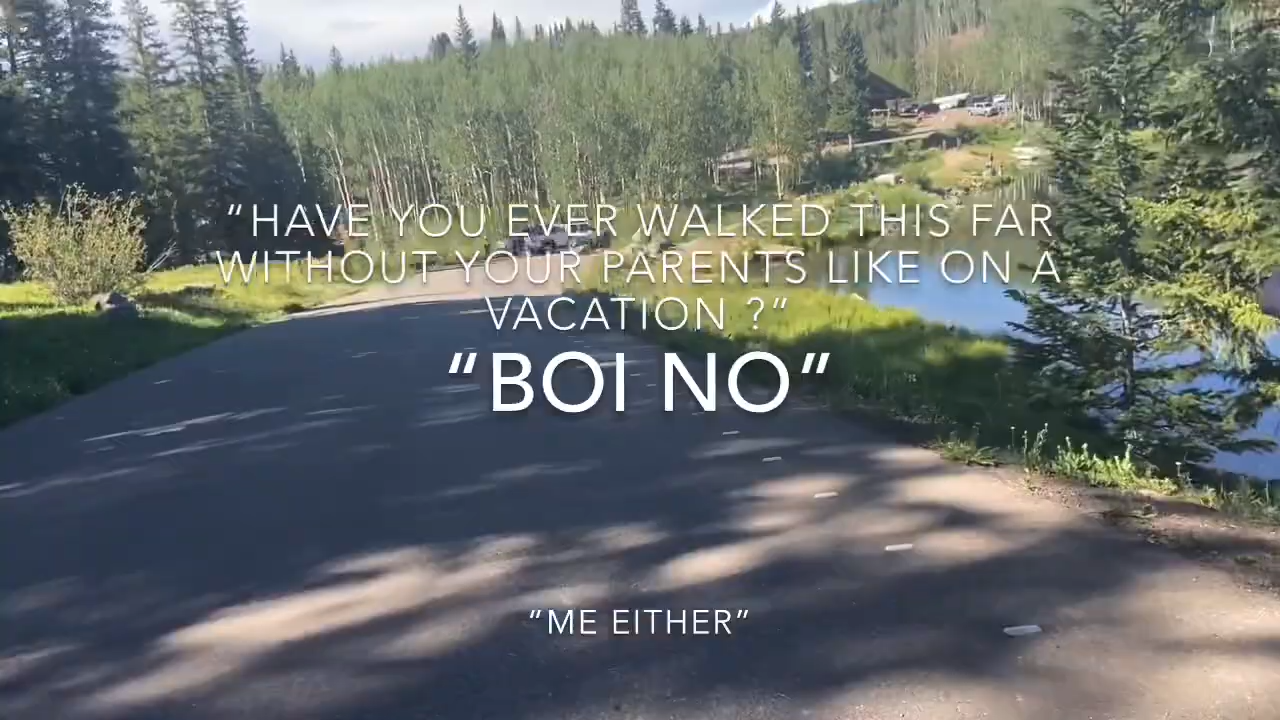 “HAVE YOU EVER WALKED THIS FAR
WITHOUT YOUR PARENTS LIKE ON A
VACATION ?”
“BOI NO”
“ME EITHER”